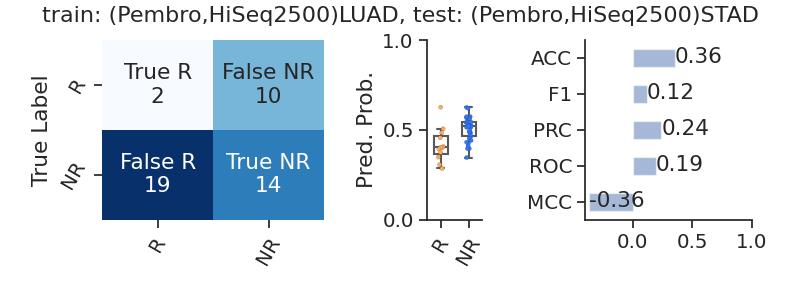 train: (Pembro,HiSeq2500)LUAD, test: (Pembro,HiSeq2500)STAD
True Label
R
NR
True R
2
False NR
10
False R
19
True NR
14
R
NR
Pred. Prob.
1.0
0.5
0.0
R
NR
ACC
0.36
F1
0.12
PRC
0.24
ROC
0.19
MCC
-0.36
0.0
0.5
1.0